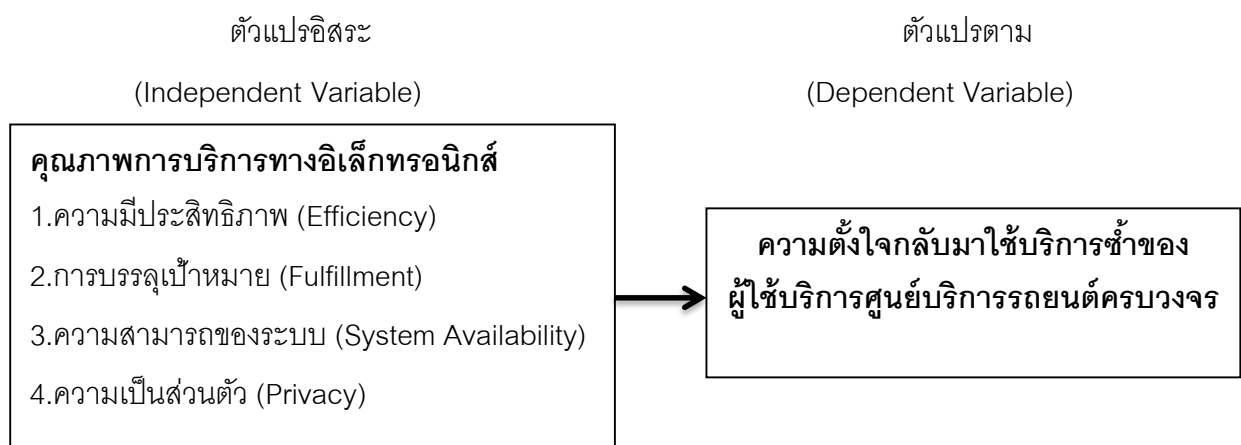 ตัวแปรอิสระ
(Independent Variable)
ตัวแปรตาม
(Dependent Variable)
คุณภาพการบริการทางอิเล็กทรอนิกส์
1.ความมีประสิทธิภาพ (Efficiency)
2.การบรรลุเป้าหมาย (Fulfillment)
3.ความสามารถของระบบ (System Availability)
4.ความเป็นส่วนตัว (Privacy)
ความตั้งใจกลับมาใช้บริการซ้ำของ
ผู้ใช้บริการศูนย์บริการรถยนต์ครบวงจร